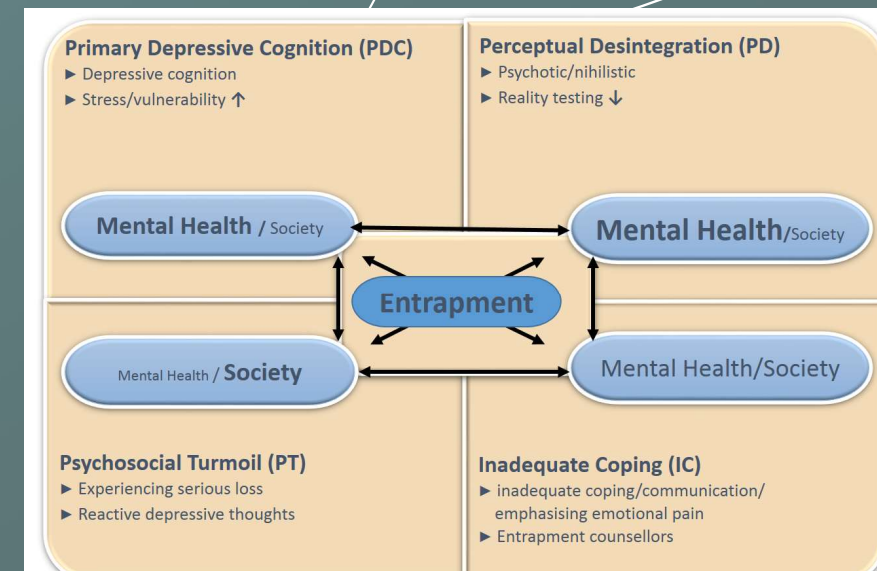 Primary Depressive Cognition (PDC)
► Depressive cognition
► Stress/vulnerability ↑
Perceptual Desintegration (PD)
► Psychotic/nihilistic
► Reality testing ↓
Mental Health / Society
Mental Health/Society
Entrapment
Mental Health / Society
Mental Health/Society
Psychosocial Turmoil (PT)
► Experiencing serious loss
► Reactive depressive thoughts
Inadequate Coping (IC)
► inadequate coping/communication/
emphasising emotional pain
► Entrapment counsellors